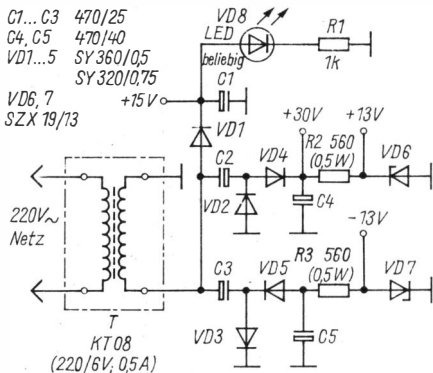 C1... C3 470/25
C4, C5 470/40
VD1...5 SY 360/0,5
SY 320/0,75
VD6, 7
SZX 19/13
VD8
LED
beliebig
R1
1k
+15V
C1
VD1
+30V
+13V
C2
VD4
R2 560
(0,5W)
VD6
VD2
C4
220V~
Netz
-13V
C3
VD5
R3 560
(0,5W)
VD7
VD3
C5
T
KT 08
(220/6V; 0,5A)